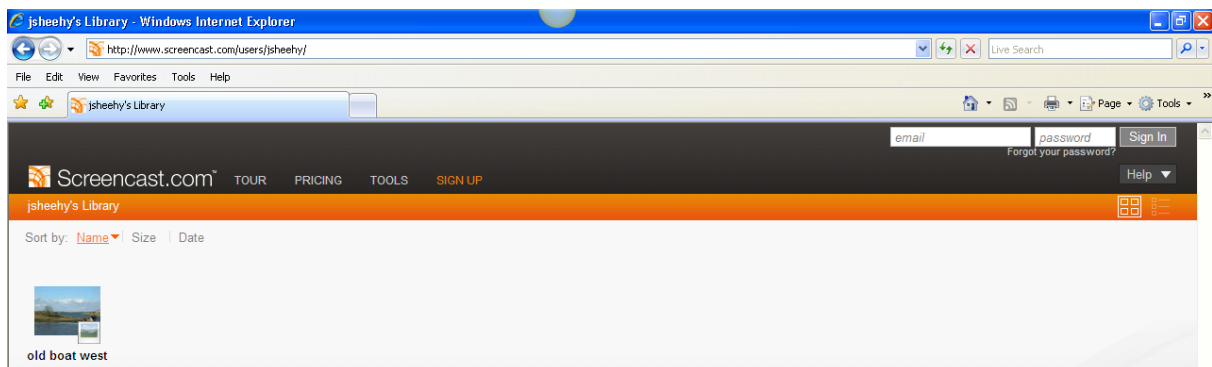 jsheehy's Library - Windows Internet Explorer
http://www.screencast.com/users/jsheehy/ Live Search
File Edit View Favorites Tools Help
jsheehy's Library Page Tools »
email password Sign In
Forgot your password?
Screencast.com™ TOUR PRICING TOOLS SIGN UP Help
jsheehy's Library
Sort by: Name Size Date
old boat west